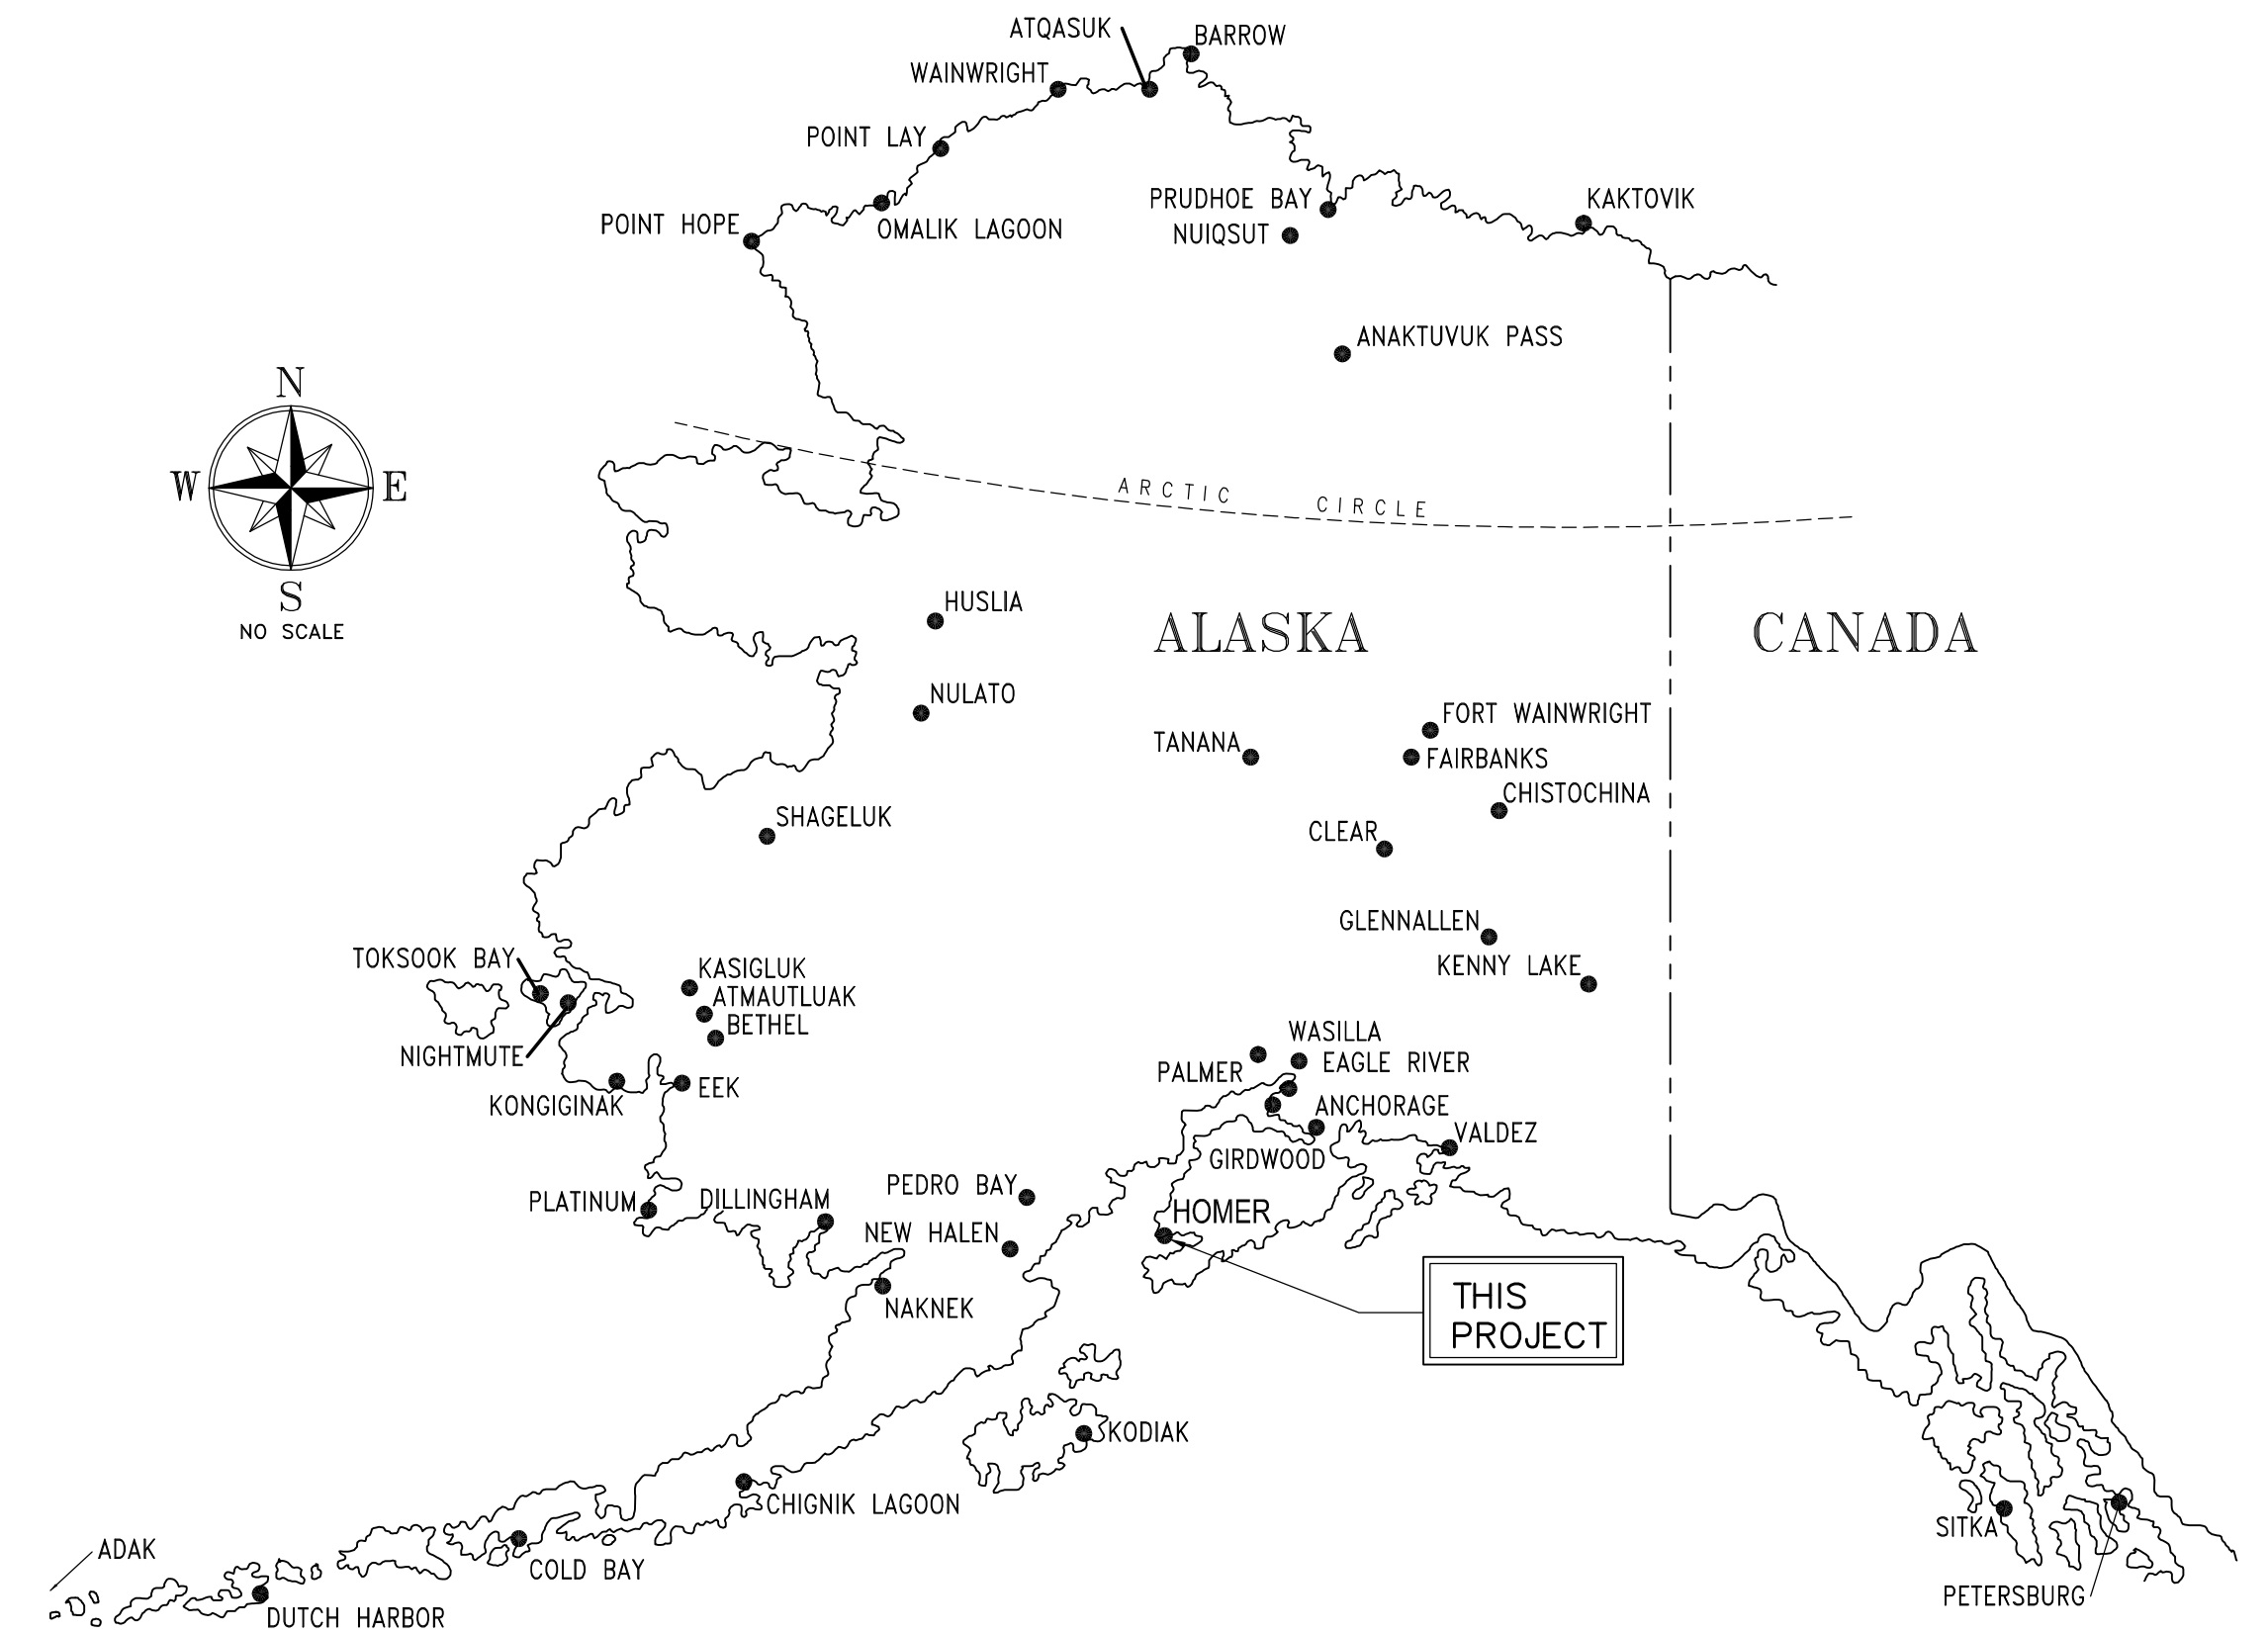 ATQASUK
BARROW
WAINWRIGHT
POINT LAY
PRUDHOE BAY
KAKTOVIK
POINT HOPE
OMALIK LAGOON
NUIQSUT
ANAKTUVUK PASS
N
W
E
S
NO SCALE
ARCTIC CIRCLE
HUSLIA
ALASKA
CANADA
NULATO
FORT WAINWRIGHT
TANANA
FAIRBANKS
CHISTOCHINA
SHAGELUK
CLEAR
GLENNALLEN
TOKSOOK BAY
KASIGLUK
KENNY LAKE
ATMAUTLUAK
BETHEL
WASILLA
NIGHTMUTE
EAGLE RIVER
PALMER
EEK
KONGIGINAK
ANCHORAGE
VALDEZ
GIRDWOOD
PEDRO BAY
PLATINUM
DILLINGHAM
HOMER
NEW HALEN
NAKNEK
THIS
PROJECT
KODIAK
CHIGNIK LAGOON
SITKA
ADAK
COLD BAY
PETERSBURG
DUTCH HARBOR